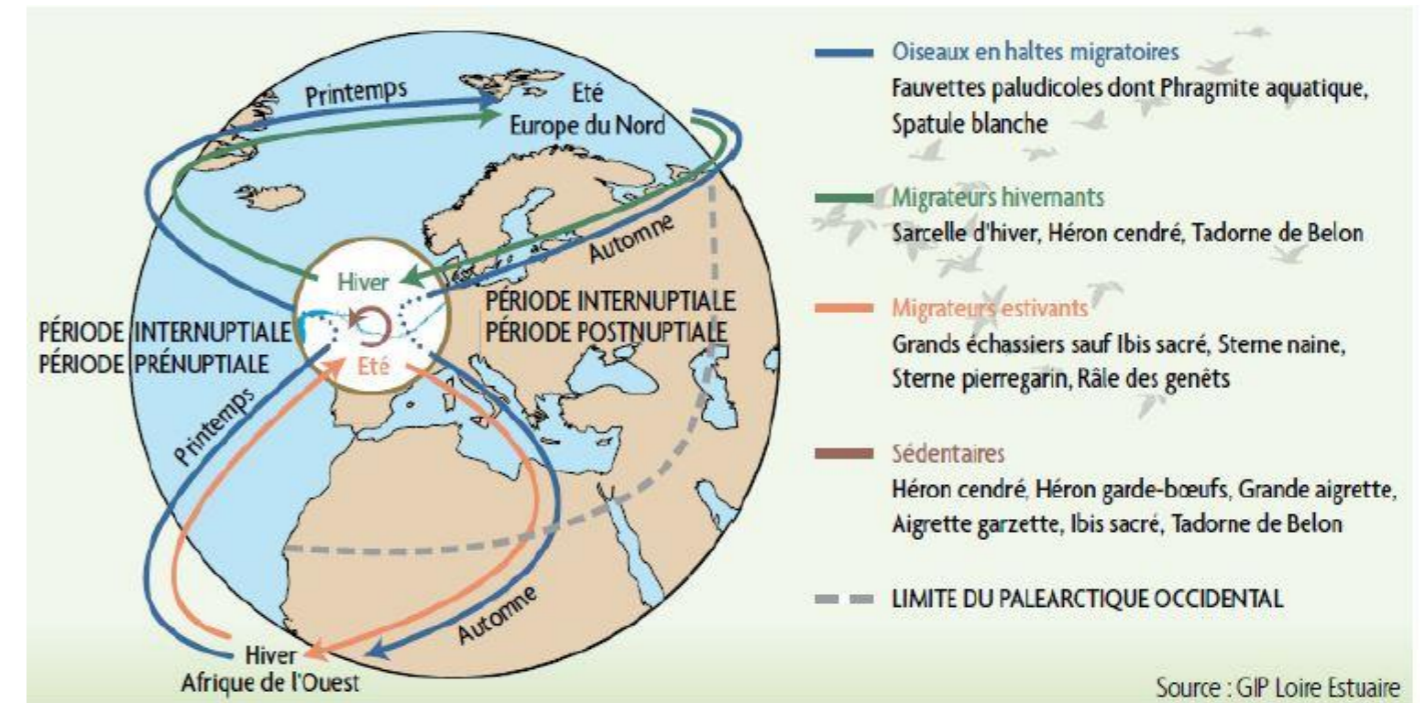 Printemps
Eté
Europe du Nord
Automne
Hiver
Eté
PÉRIODE INTERNUPTIALE
PÉRIODE POSTNUPTIALE
PÉRIODE INTERNUPTIALE
PÉRIODE PRÉNUPTIALE
Printemps
Automne
Hiver
Afrique de l'Ouest
Oiseaux en haltes migratoires
Fauvettes paludicoles dont Phragmite aquatique,
Spatule blanche
Migrateurs hivernants
Sarcelle d'hiver, Héron cendré, Tadorne de Belon
Migrateurs estivants
Grands échassiers sauf Ibis sacré, Sterne naine,
Sterne pierregarin, Râle des genêts
Sédentaires
Héron cendré, Héron garde-bœufs, Grande aigrette,
Aigrette garzette, Ibis sacré, Tadorne de Belon
LIMITE DU PALEARCTIQUE OCCIDENTAL
Source : GIP Loire Estuaire